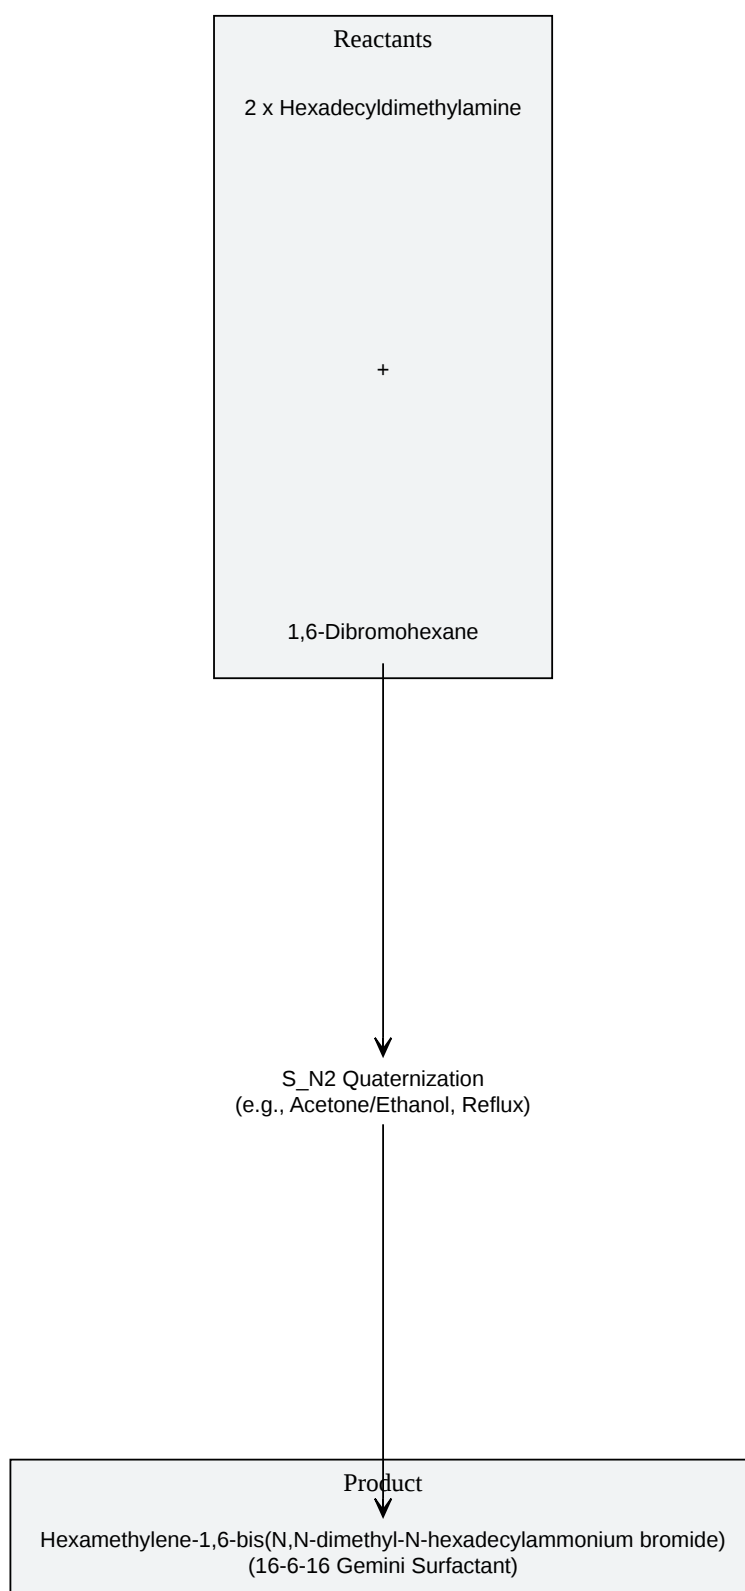 Reactants
2 x Hexadecyldimethylamine
+
1,6-Dibromohexane
S_N2 Quaternization
(e.g., Acetone/Ethanol, Reflux)
Product
Hexamethylene-1,6-bis(N,N-dimethyl-N-hexadecylammonium bromide)
(16-6-16 Gemini Surfactant)